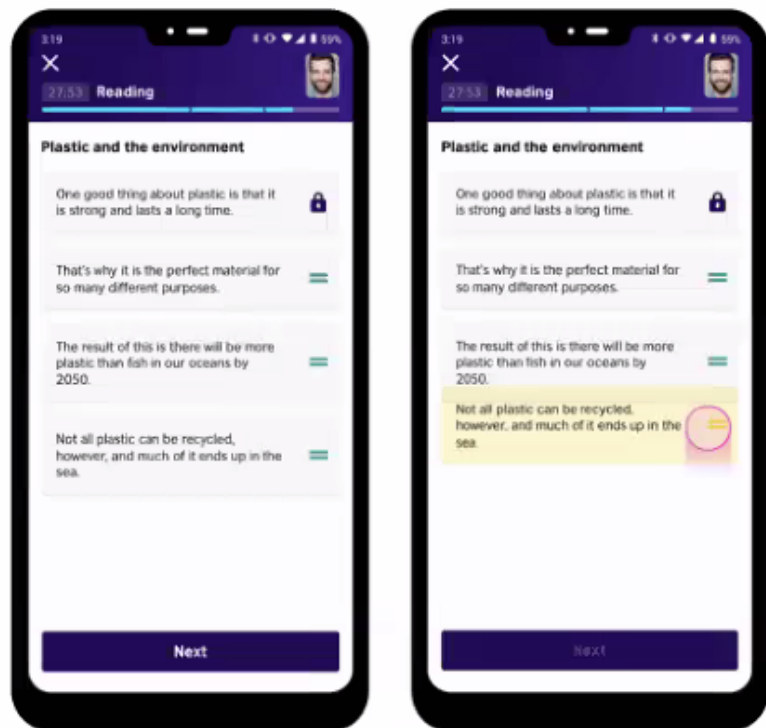 3:19
59%
27:53 Reading
Plastic and the environment
One good thing about plastic is that it
is strong and lasts a long time.
That's why it is the perfect material for
so many different purposes.
The result of this is there will be more
plastic than fish in our oceans by
2050.
Not all plastic can be recycled,
however, and much of it ends up in the
sea.
Next
3:19
59%
27:53 Reading
Plastic and the environment
One good thing about plastic is that it
is strong and lasts a long time.
That's why it is the perfect material for
so many different purposes.
The result of this is there will be more
plastic than fish in our oceans by
2050.
Not all plastic can be recycled,
however, and much of it ends up in the
sea.
Next